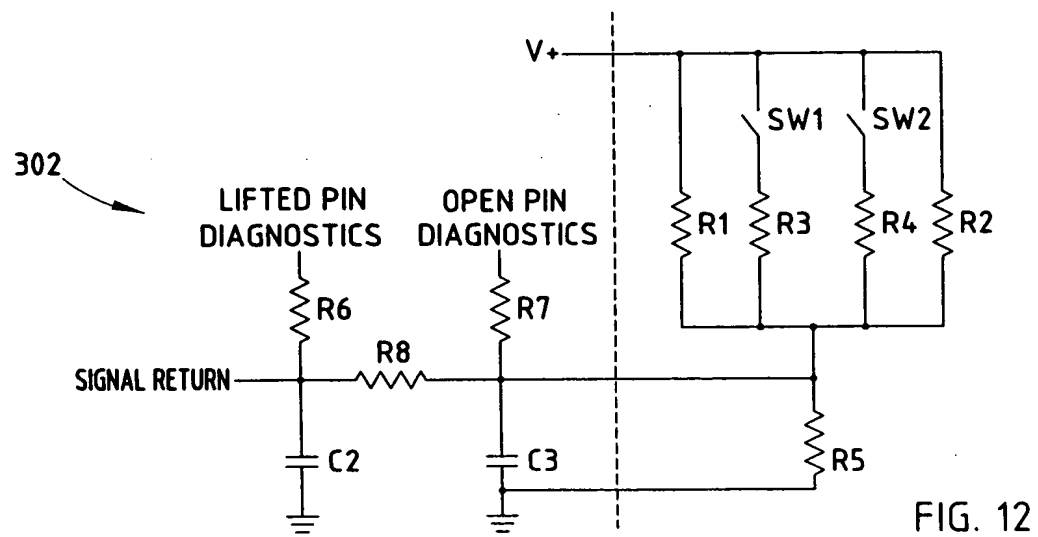 V+
SW1
SW2
302
LIFTED PIN
DIAGNOSTICS
OPEN PIN
DIAGNOSTICS
R1
R3
R4
R2
R6
R7
R8
SIGNAL RETURN
C2
C3
R5
FIG. 12